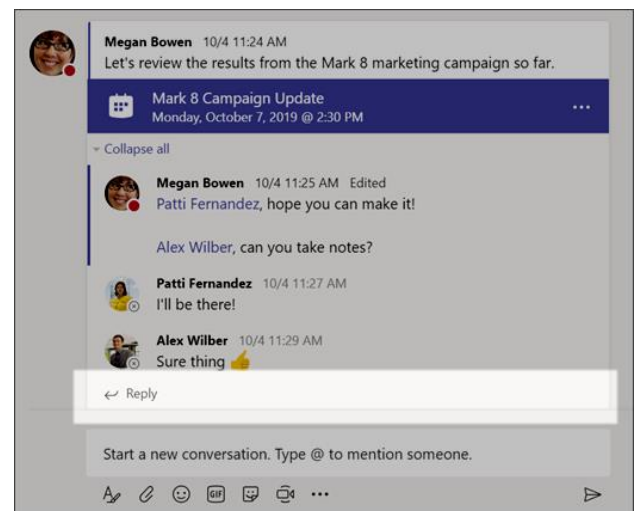 Megan Bowen 10/4 11:24 AM
Let's review the results from the Mark 8 marketing campaign so far.
Mark 8 Campaign Update
Monday, October 7, 2019 @ 2:30 PM
Collapse all
Megan Bowen 10/4 11:25 AM Edited
Patti Fernandez, hope you can make it!
Alex Wilber, can you take notes?
Patti Fernandez 10/4 11:27 AM
I'll be there!
Alex Wilber 10/4 11:29 AM
Sure thing 👍
Reply
Start a new conversation. Type @ to mention someone.
GIF